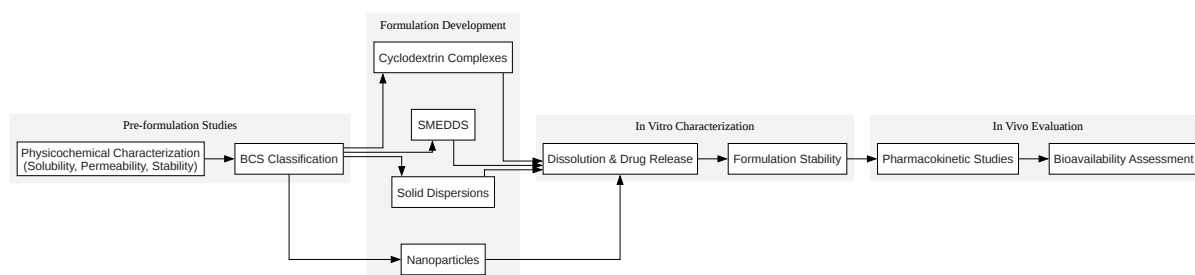 Formulation Development
Cyclodextrin Complexes
SMEDDS
Solid Dispersions
Nanoparticles
Pre-formulation Studies
Physicochemical Characterization
(Solubility, Permeability, Stability)
BCS Classification
In Vitro Characterization
Dissolution & Drug Release
Formulation Stability
In Vivo Evaluation
Pharmacokinetic Studies
Bioavailability Assessment